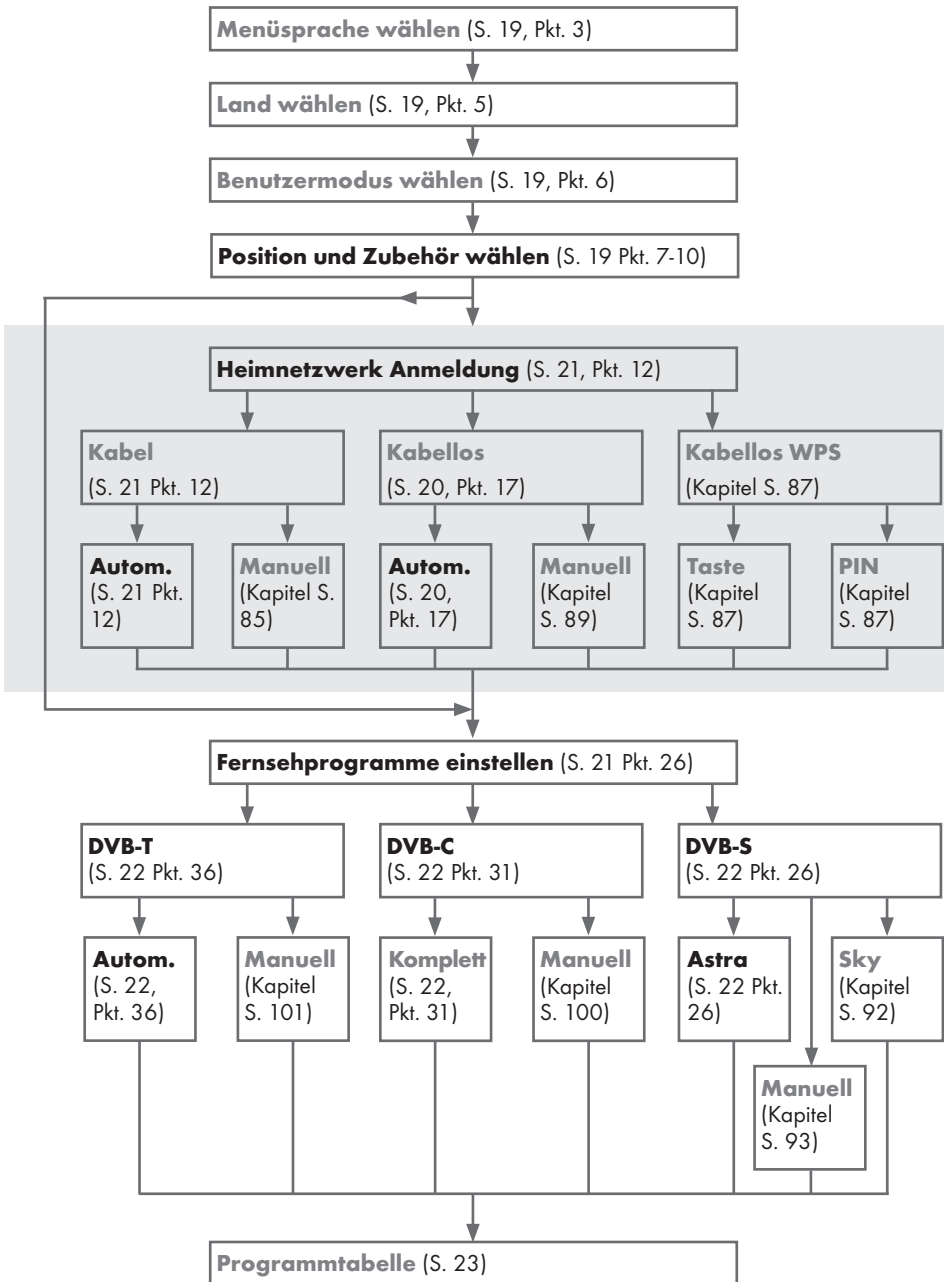 Menüsprache wählen (S. 19, Pkt. 3)
Land wählen (S. 19, Pkt. 5)
Benutzermodus wählen (S. 19, Pkt. 6)
Position und Zubehör wählen (S. 19 Pkt. 7-10)
Heimnetzwerk Anmeldung (S. 21, Pkt. 12)
Kabel
(S. 21 Pkt. 12)
Kabellos
(S. 20, Pkt. 17)
Kabellos WPS
(Kapitel S. 87)
Autom.
(S. 21 Pkt.
12)
Manuell
(Kapitel S.
85)
Autom.
(S. 20,
Pkt. 17)
Manuell
(Kapitel
S. 89)
Taste
(Kapitel
S. 87)
PIN
(Kapitel
S. 87)
Fernsehprogramme einstellen (S. 21 Pkt. 26)
DVB-T
(S. 22 Pkt. 36)
DVB-C
(S. 22 Pkt. 31)
DVB-S
(S. 22 Pkt. 26)
Autom.
(S. 22,
Pkt. 36)
Manuell
(Kapitel
S. 101)
Komplett
(S. 22,
Pkt. 31)
Manuell
(Kapitel
S. 100)
Astra
(S. 22 Pkt.
26)
Sky
(Kapitel
S. 92)
Manuell
(Kapitel
S. 93)
Programmtabelle (S. 23)